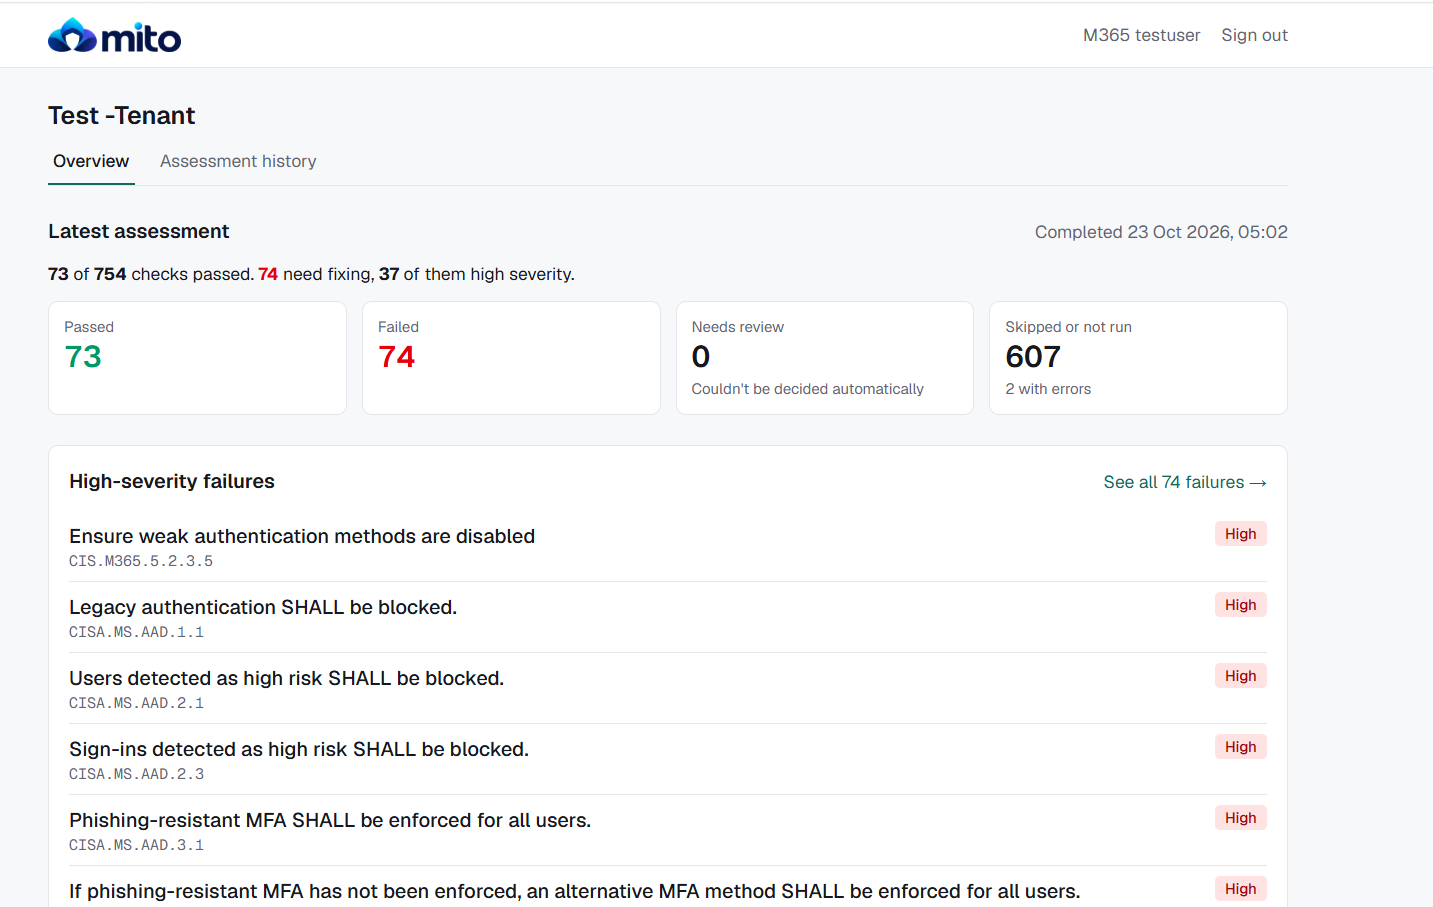 mito
M365 testuser Sign out
Test -Tenant
Overview Assessment history
Latest assessment
Completed 23 Oct 2026, 05:02
73 of 754 checks passed. 74 need fixing, 37 of them high severity.
Passed
73
Failed
74
Needs review
0
Couldn't be decided automatically
Skipped or not run
607
2 with errors
High-severity failures
See all 74 failures →
Ensure weak authentication methods are disabled
High
CIS.M365.5.2.3.5
Legacy authentication SHALL be blocked.
High
CISA.MS.AAD.1.1
Users detected as high risk SHALL be blocked.
High
CISA.MS.AAD.2.1
Sign-ins detected as high risk SHALL be blocked.
High
CISA.MS.AAD.2.3
Phishing-resistant MFA SHALL be enforced for all users.
High
CISA.MS.AAD.3.1
If phishing-resistant MFA has not been enforced, an alternative MFA method SHALL be enforced for all users.
High